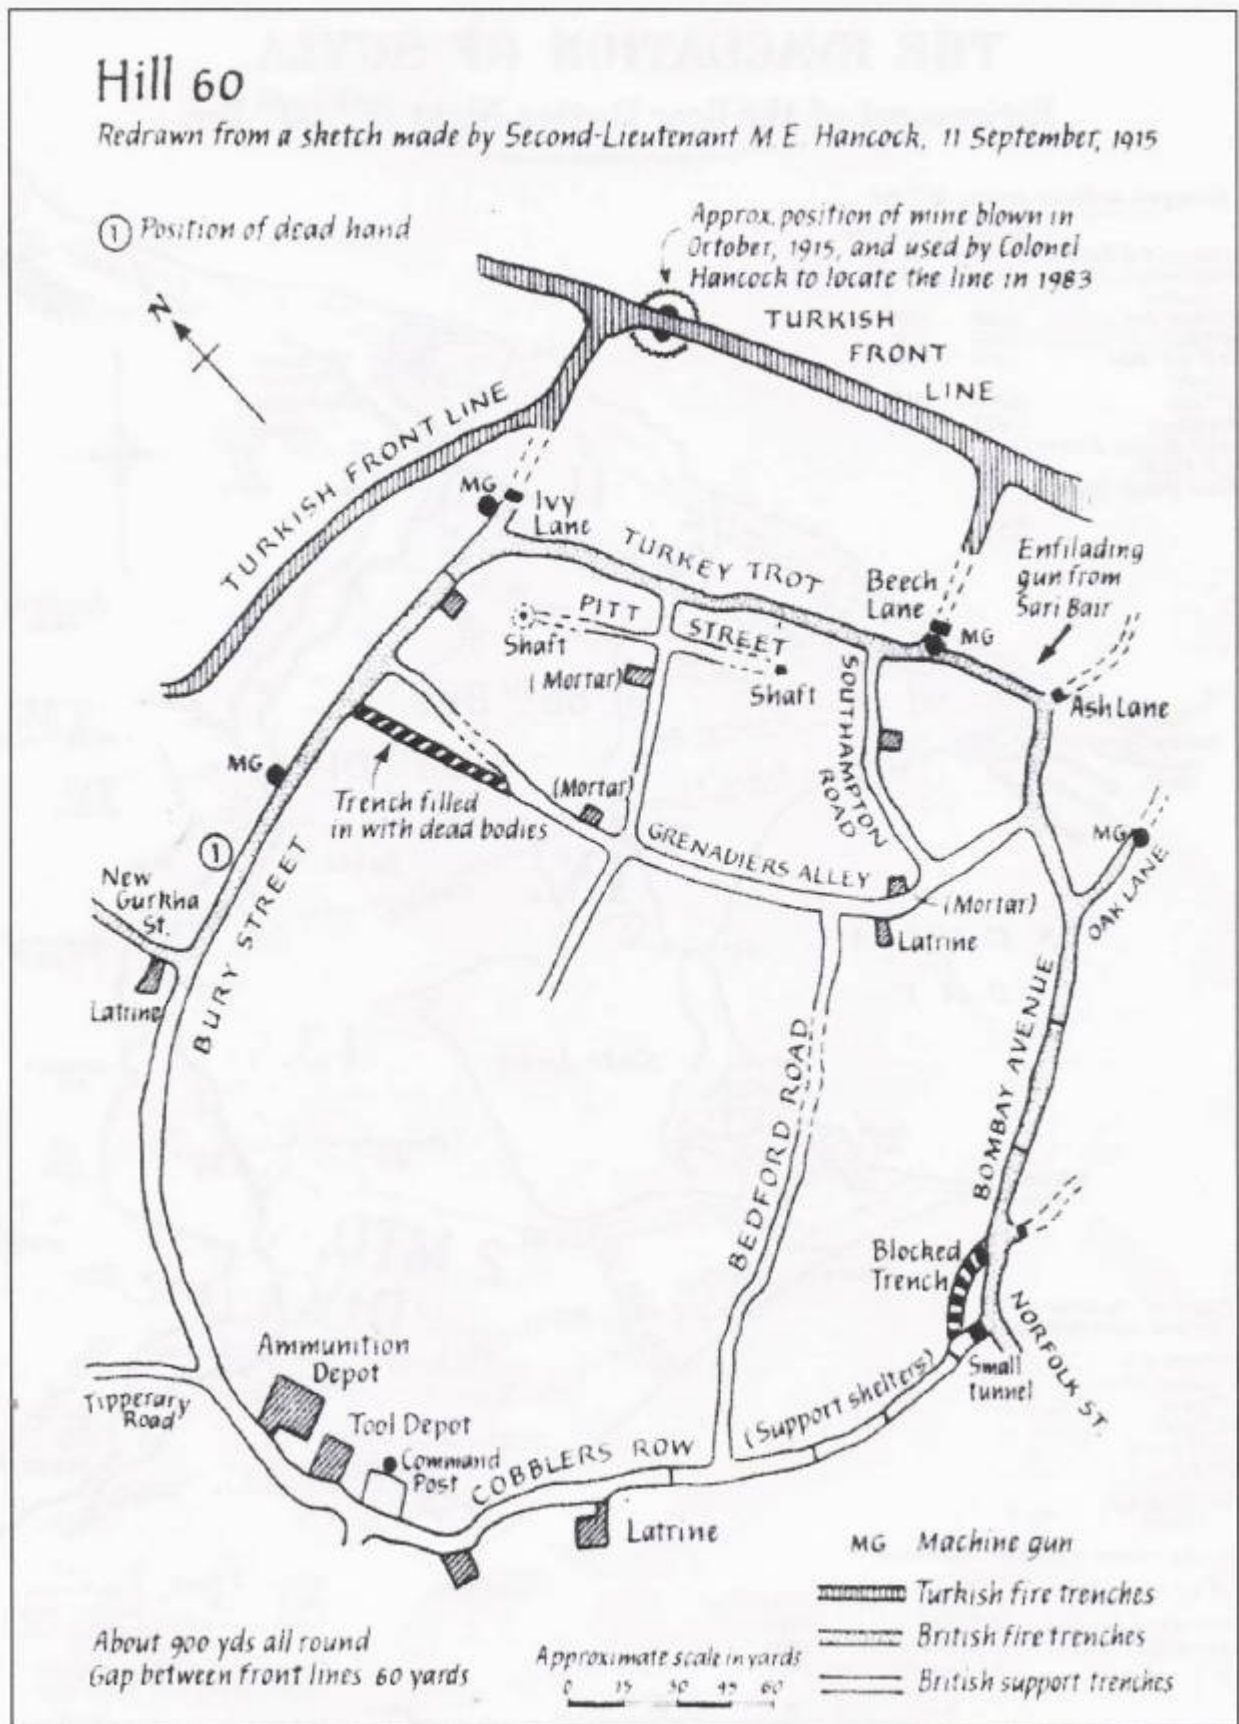 Hill 60
Redrawn from a sketch made by Second-Lieutenant M.E. Hancock, 11 September, 1915
1 Position of dead hand
Approx. position of mine blown in
October, 1915, and used by Colonel
Hancock to locate the line in 1983
N
TURKISH
FRONT
LINE
TURKISH FRONT LINE
MG
Ivy
Lane
TURKEY TROT
Beech
Lane
MG
Enfilading
gun from
Sari Bair
PITT
STREET
Shaft
(Mortar)
Shaft
SOUTHAMPTON
ROAD
Ash Lane
MG
Trench filled
in with dead bodies
(Mortar)
GRENADIERS ALLEY
(Mortar)
Latrine
MG
OAK LANE
1
New
Gurkha
St.
Latrine
BURY STREET
BEDFORD ROAD
BOMBAY AVENUE
Blocked
Trench
NORFOLK ST.
Small
tunnel
(Support shelters)
Ammunition
Depot
Tipperary
Road
Tool Depot
Command
Post
COBBLERS ROW
Latrine
MG Machine gun
Turkish fire trenches
British fire trenches
British support trenches
About 900 yds all round
Gap between front lines 60 yards
Approximate scale in yards
0 15 30 45 60